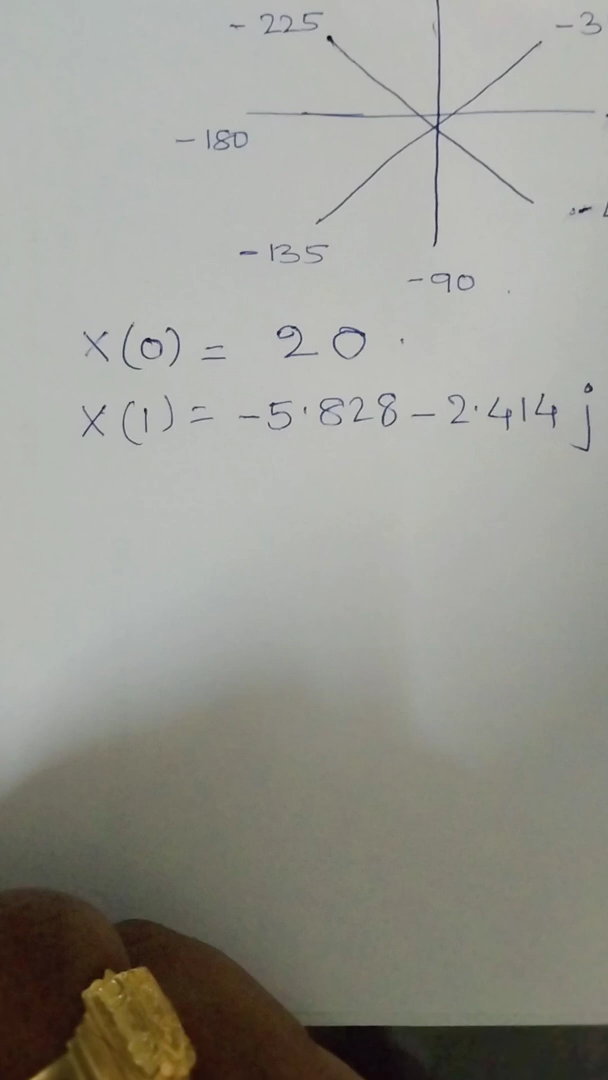 -225
-3
-180
-135
-90
X(0) = 20
X(1) = -5.828 - 2.414j